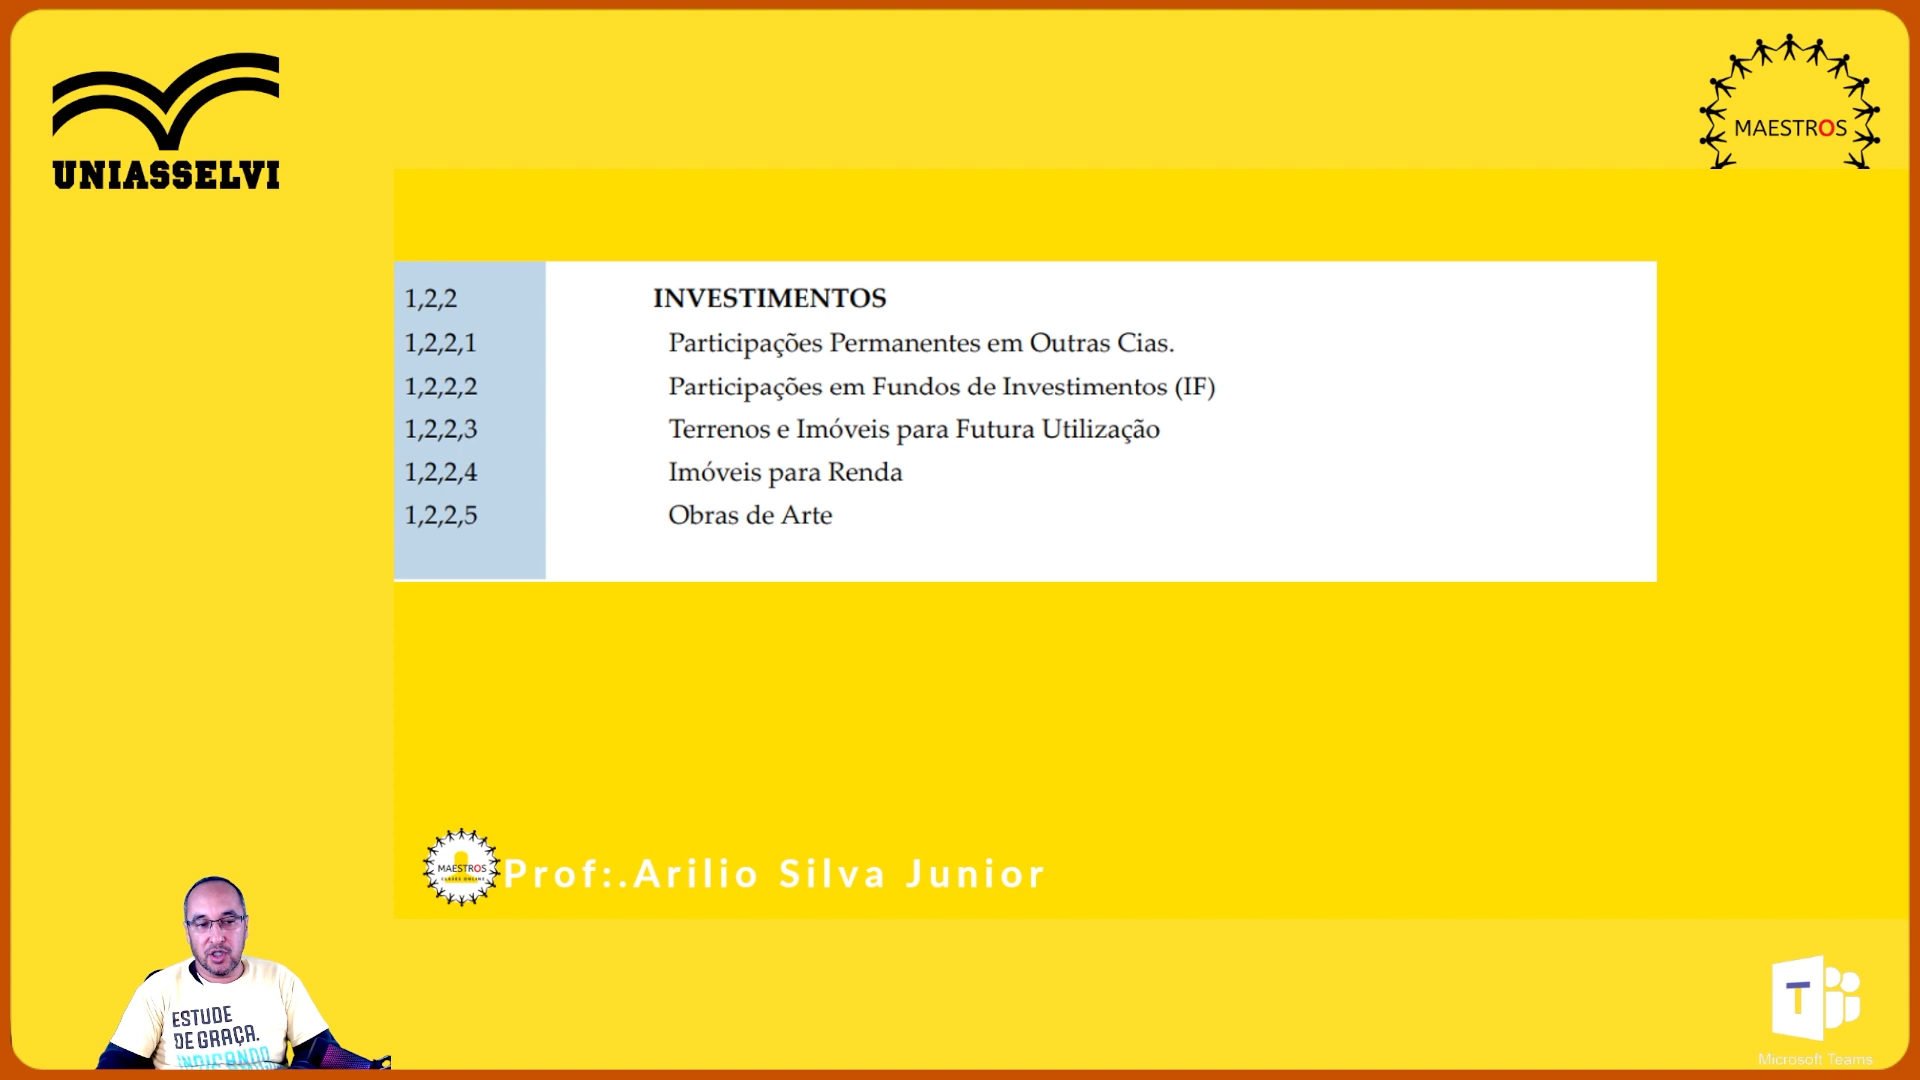 UNIASSELVI
MAESTROS
1,2,2 INVESTIMENTOS
1,2,2,1 Participações Permanentes em Outras Cias.
1,2,2,2 Participações em Fundos de Investimentos (IF)
1,2,2,3 Terrenos e Imóveis para Futura Utilização
1,2,2,4 Imóveis para Renda
1,2,2,5 Obras de Arte
MAESTROS
Prof:.Arilio Silva Junior
ESTUDE
DE GRAÇA.
INDICANDO
T
Microsoft Teams